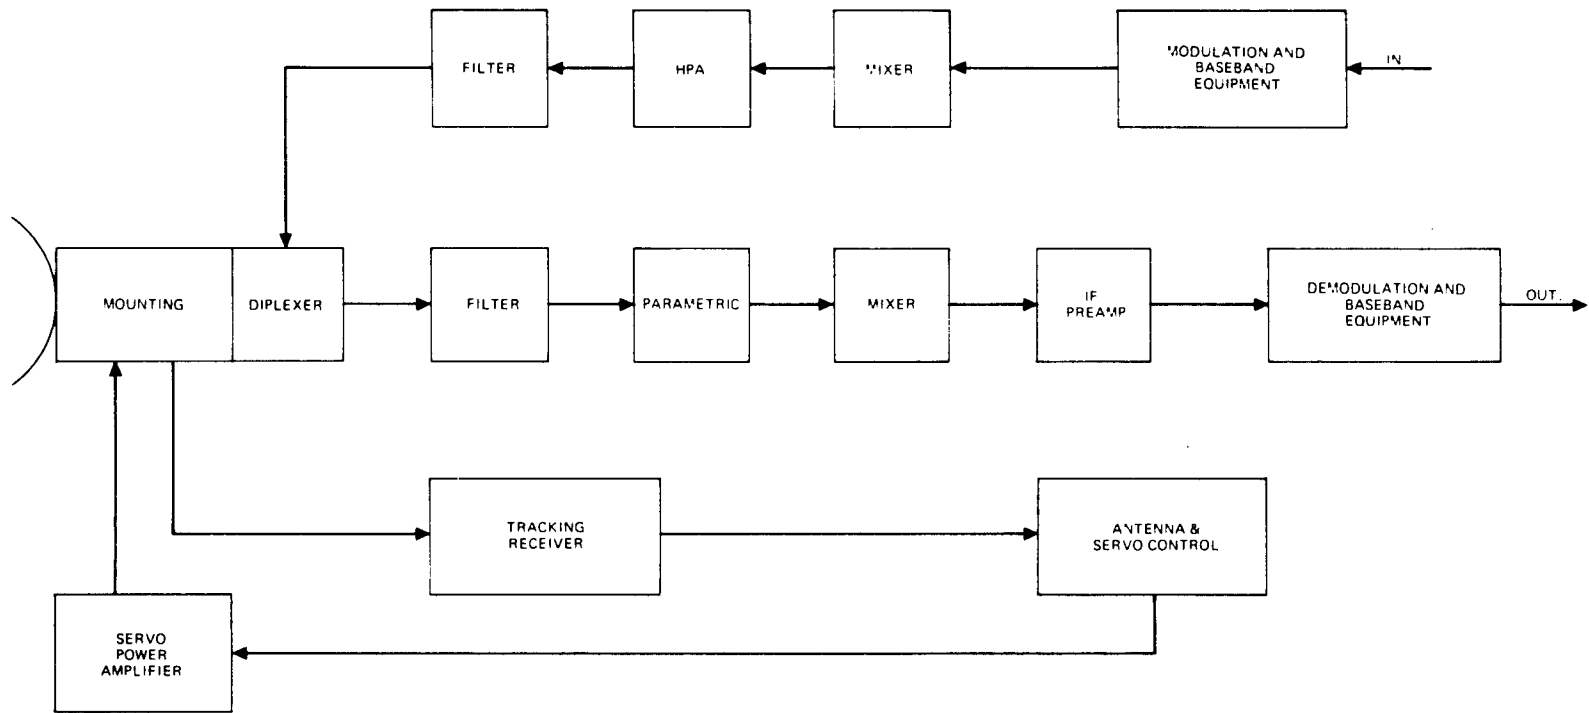 FILTER
HPA
MIXER
MODULATION AND
BASEBAND
EQUIPMENT
IN
MOUNTING
DIPLEXER
FILTER
PARAMETRIC
MIXER
IF
PREAMP
DEMODULATION AND
BASEBAND
EQUIPMENT
OUT.
TRACKING
RECEIVER
ANTENNA &
SERVO CONTROL
SERVO
POWER
AMPLIFIER